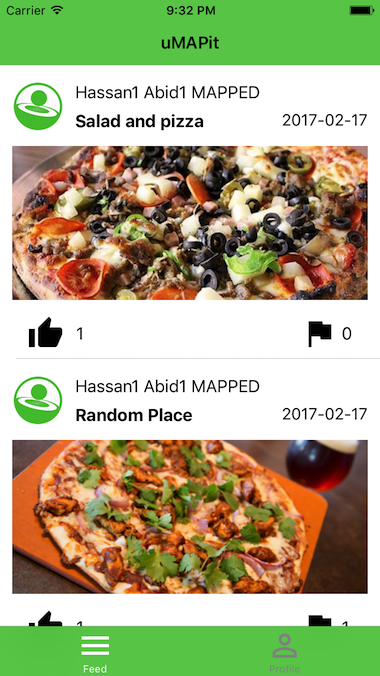 Carrier 9:32 PM
uMAPit
Hassan1 Abid1 MAPPED
Salad and pizza 2017-02-17
1 0
Hassan1 Abid1 MAPPED
Random Place 2017-02-17
1 1
Feed Profile